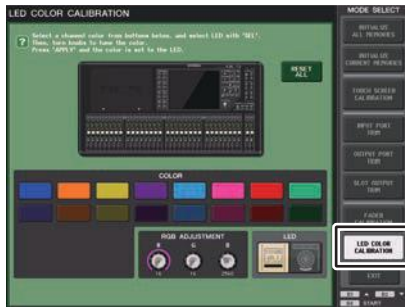 LED COLOR CALIBRATION
MODE SELECT
Select a channel color from buttons below, and select LED with "SEL".
Then, turn knobs to tune the color.
Press "APPLY" and the color is set to the LED.
RESET
ALL
INITIALIZE
ALL MEMORIES
INITIALIZE
CURRENT MEMORIES
TOUCH SCREEN
CALIBRATION
INPUT PORT
TRIM
OUTPUT PORT
TRIM
SLOT OUTPUT
TRIM
FADER
CALIBRATION
LED COLOR
CALIBRATION
EXIT
COLOR
RGB ADJUSTMENT
R
G
B
LED
START